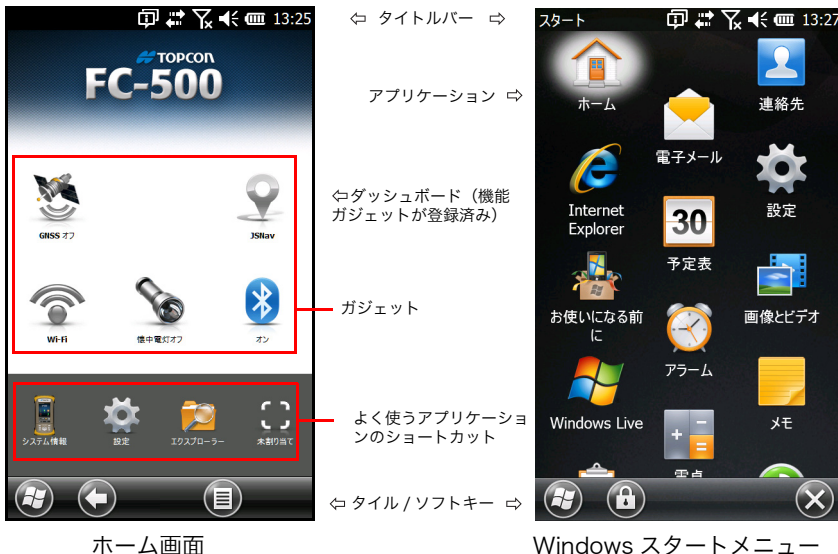 13:25
TOPCON
FC-500
GNSS オフ
JSNav
Wi-Fi
懐中電灯オフ
オン
システム情報
設定
エクスプローラー
未割り当て
ホーム画面
⇦ タイトルバー ⇨
アプリケーション ⇨
⇦ダッシュボード（機能
ガジェットが登録済み）
ガジェット
よく使うアプリケーショ
ンのショートカット
⇦ タイル / ソフトキー ⇨
スタート
13:27
ホーム
連絡先
電子メール
Internet
Explorer
設定
30
予定表
お使いになる前
に
画像とビデオ
アラーム
Windows Live
メモ
Windows スタートメニュー